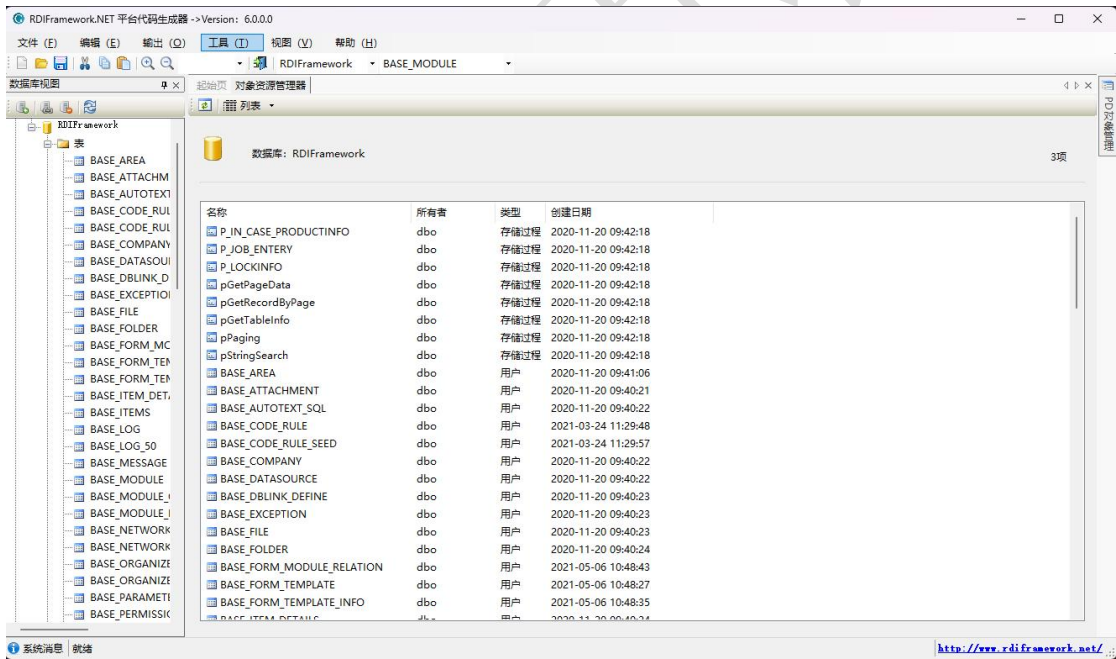 RDIFramework.NET 平台代码生成器 ->Version: 6.0.0.0
文件 (F) 编辑 (E) 输出 (O) 工具 (T) 视图 (V) 帮助 (H)
RDIFramework BASE_MODULE
数据库视图
起始页 对象资源管理器
列表
PD对象管理
RDIFramework
表
BASE_AREA
BASE_ATTACHM
BASE_AUTOTEXT
BASE_CODE_RUL
BASE_CODE_RUL
BASE_COMPANY
BASE_DATASOU
BASE_DBLINK_D
BASE_EXCEPTIO
BASE_FILE
BASE_FOLDER
BASE_FORM_MC
BASE_FORM_TEM
BASE_FORM_TEM
BASE_ITEM_DET
BASE_ITEMS
BASE_LOG
BASE_LOG_50
BASE_MESSAGE
BASE_MODULE
BASE_MODULE_
BASE_MODULE_
BASE_NETWORK
BASE_NETWORK
BASE_ORGANIZE
BASE_ORGANIZE
BASE_PARAMETE
BASE_PERMISSIO
数据库: RDIFramework
3项
名称 所有者 类型 创建日期
P_IN_CASE_PRODUCTINFO dbo 存储过程 2020-11-20 09:42:18
P_JOB_ENTERY dbo 存储过程 2020-11-20 09:42:18
P_LOCKINFO dbo 存储过程 2020-11-20 09:42:18
pGetPageData dbo 存储过程 2020-11-20 09:42:18
pGetRecordByPage dbo 存储过程 2020-11-20 09:42:18
pGetTableInfo dbo 存储过程 2020-11-20 09:42:18
pPaging dbo 存储过程 2020-11-20 09:42:18
pStringSearch dbo 存储过程 2020-11-20 09:42:18
BASE_AREA dbo 用户 2020-11-20 09:41:06
BASE_ATTACHMENT dbo 用户 2020-11-20 09:40:21
BASE_AUTOTEXT_SQL dbo 用户 2020-11-20 09:40:22
BASE_CODE_RULE dbo 用户 2021-03-24 11:29:48
BASE_CODE_RULE_SEED dbo 用户 2021-03-24 11:29:57
BASE_COMPANY dbo 用户 2020-11-20 09:40:22
BASE_DATASOURCE dbo 用户 2020-11-20 09:40:22
BASE_DBLINK_DEFINE dbo 用户 2020-11-20 09:40:23
BASE_EXCEPTION dbo 用户 2020-11-20 09:40:23
BASE_FILE dbo 用户 2020-11-20 09:40:23
BASE_FOLDER dbo 用户 2020-11-20 09:40:24
BASE_FORM_MODULE_RELATION dbo 用户 2021-05-06 10:48:43
BASE_FORM_TEMPLATE dbo 用户 2021-05-06 10:48:27
BASE_FORM_TEMPLATE_INFO dbo 用户 2021-05-06 10:48:35
BASE_ITEM_DETAILS dbo 用户 2020-11-20 09:40:24
系统消息 就绪
http://www.rdiframework.net/